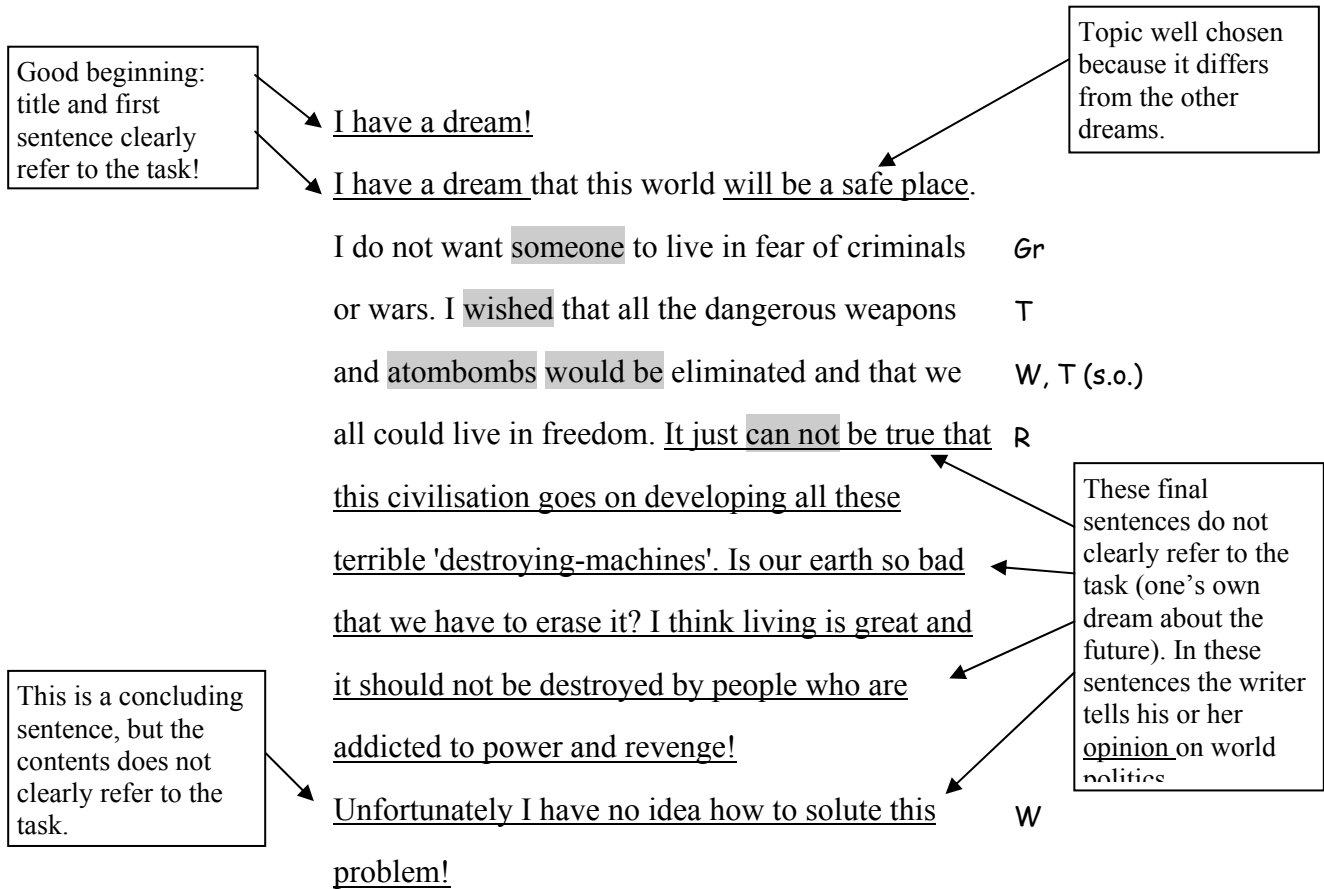 Good beginning:
title and first
sentence clearly
refer to the task!
Topic well chosen
because it differs
from the other
dreams.
I have a dream!
I have a dream that this world will be a safe place.
I do not want someone to live in fear of criminals Gr
or wars. I wished that all the dangerous weapons T
and atombombs would be eliminated and that we W, T (s.o.)
all could live in freedom. It just can not be true that R
this civilisation goes on developing all these
terrible 'destroying-machines'. Is our earth so bad
that we have to erase it? I think living is great and
it should not be destroyed by people who are
addicted to power and revenge!
Unfortunately I have no idea how to solute this W
problem!
These final
sentences do not
clearly refer to the
task (one’s own
dream about the
future). In these
sentences the writer
tells his or her
opinion on world
politics
This is a concluding
sentence, but the
contents does not
clearly refer to the
task.